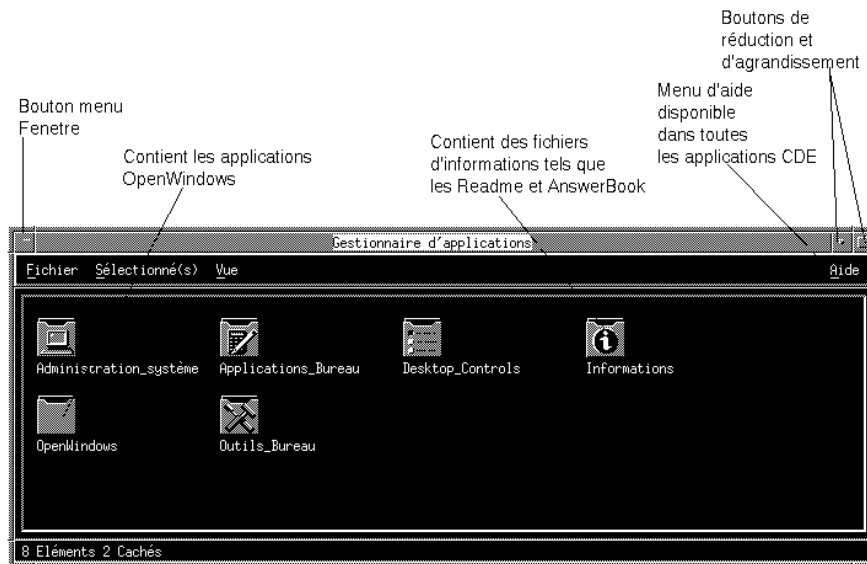 Boutons de
réduction et
d'agrandissement
Menu d'aide
disponible
dans toutes
les applications CDE
Bouton menu
Fenetre
Contient des fichiers
d'informations tels que
les Readme et AnswerBook
Contient les applications
OpenWindows
Gestionnaire d'applications
Fichier Sélectionné(s) Vue Aide
Administration_système Applications_Bureau Desktop_Controls Informations
OpenWindows Outils_Bureau
8 Eléments 2 Cachés